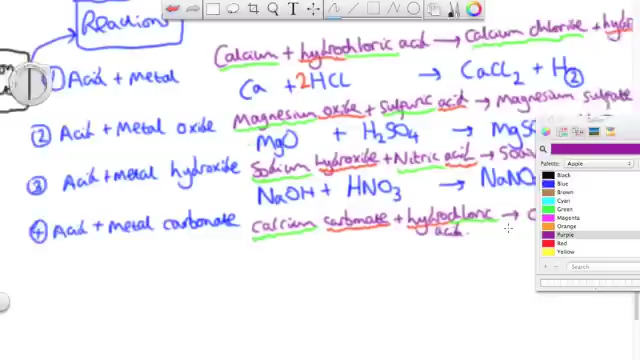 Reaction
Calcium + hydrochloric acid → Calcium chloride + hydr
① Acid + Metal
Ca + 2HCL → CaCL2 + H2
Magnesium oxide + sulfuric acid → Magnesium sulfate
② Acid + Metal oxide
MgO + H2SO4 → MgSO
③ Acid + metal hydroxide
Sodium hydroxide + Nitric acid → Sodiu
NaOH + HNO3 → NaNO
④ Acid + metal carbonate
calcium carbonate + hydrochloric acid → C
Palette: Apple
Black
Blue
Brown
Cyan
Green
Magenta
Orange
Purple
Red
Yellow
Search